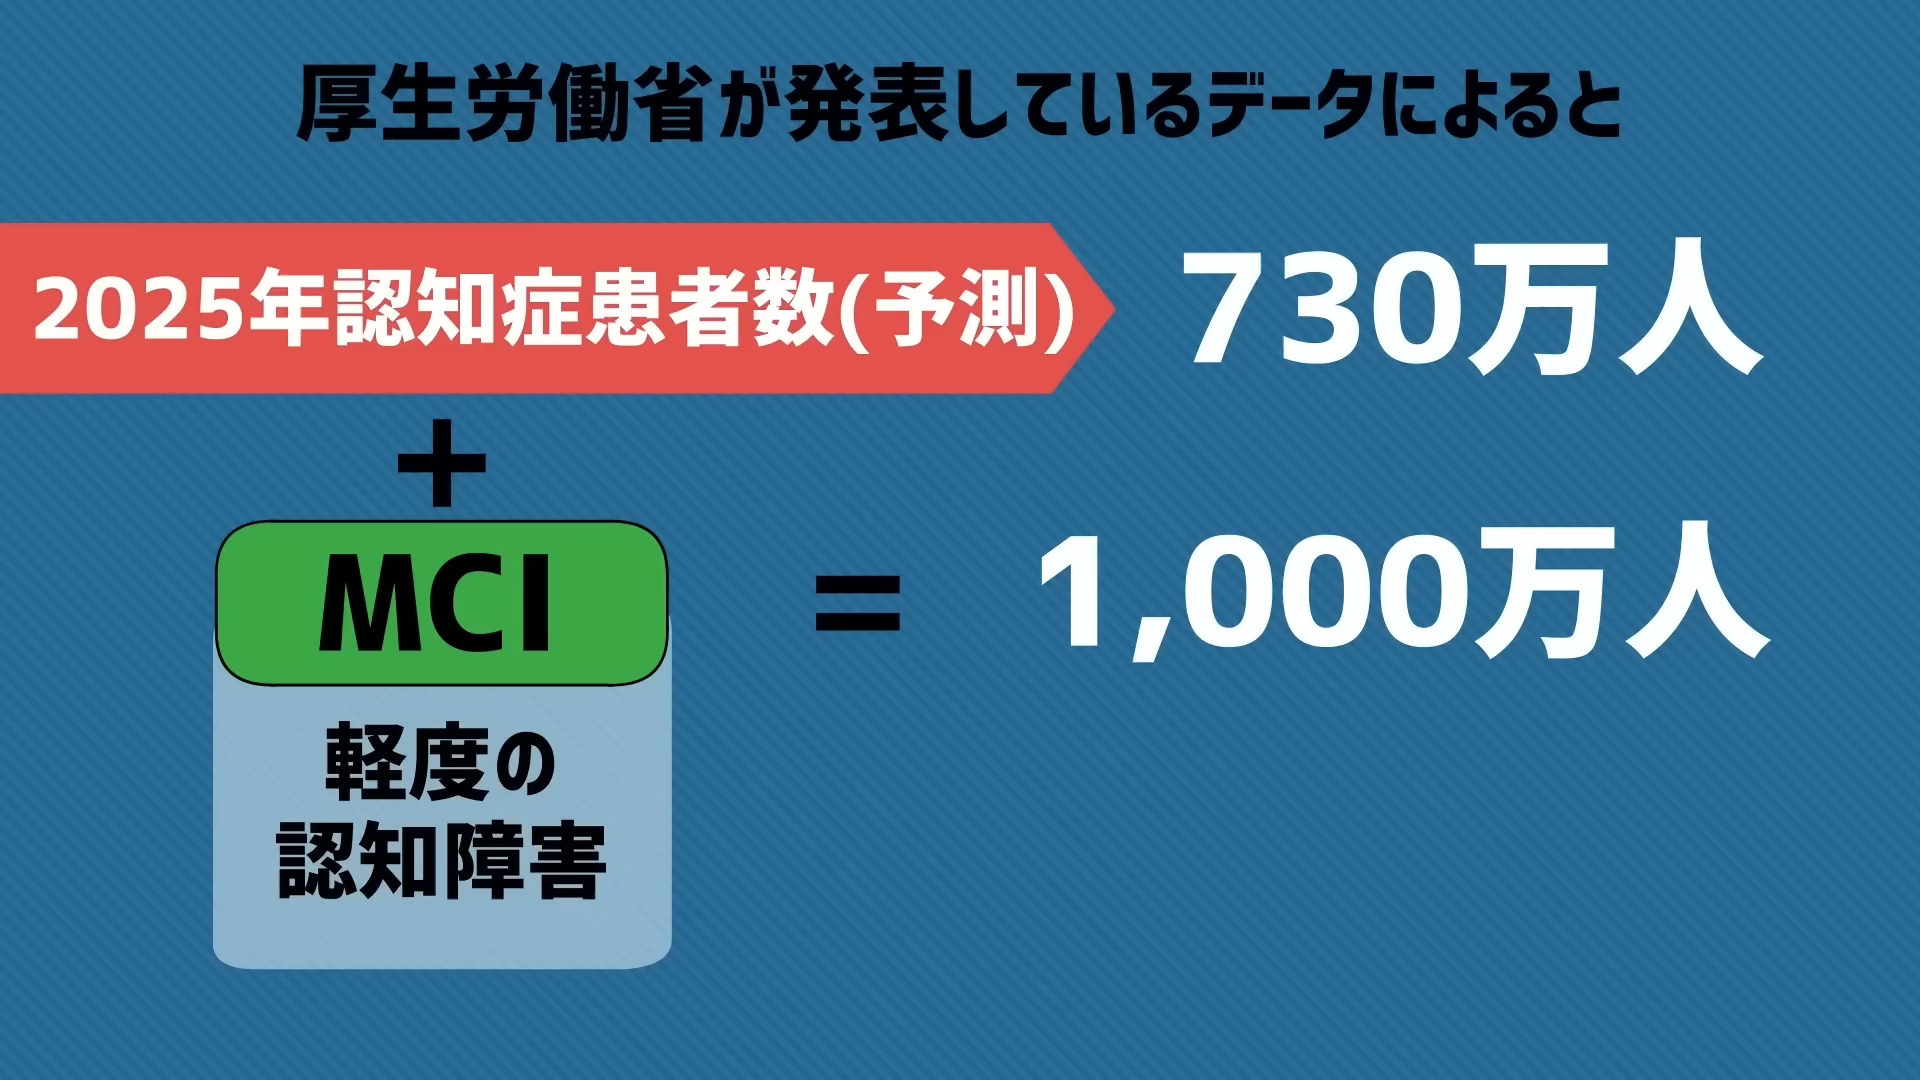 厚生労働省が発表しているデータによると
2025年認知症患者数(予測)
730万人
+
MCI
=
1,000万人
軽度の
認知障害